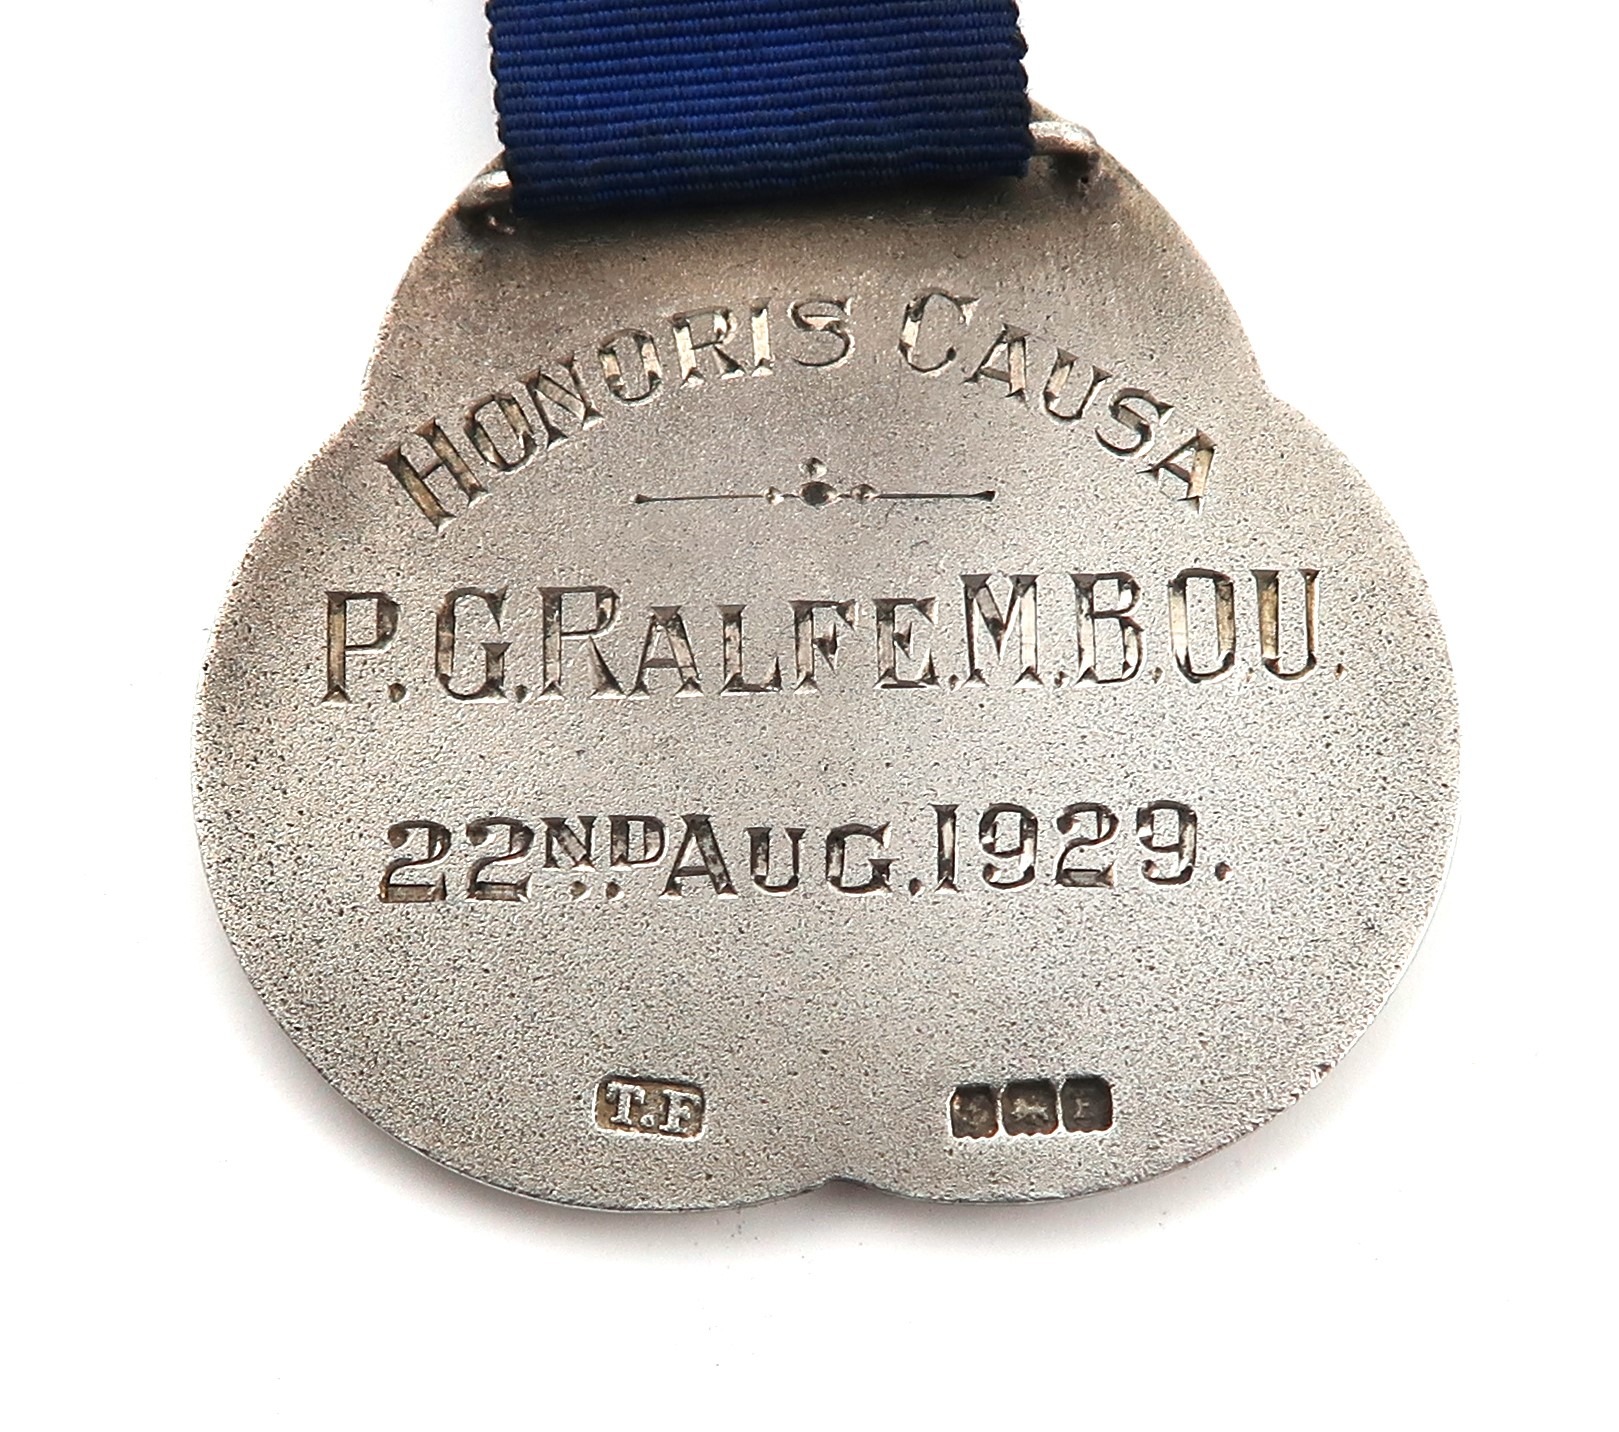 HONORIS CAUSA
P.G.RALFE.M.B.O.U.
22ND AUG.1929.
T.F